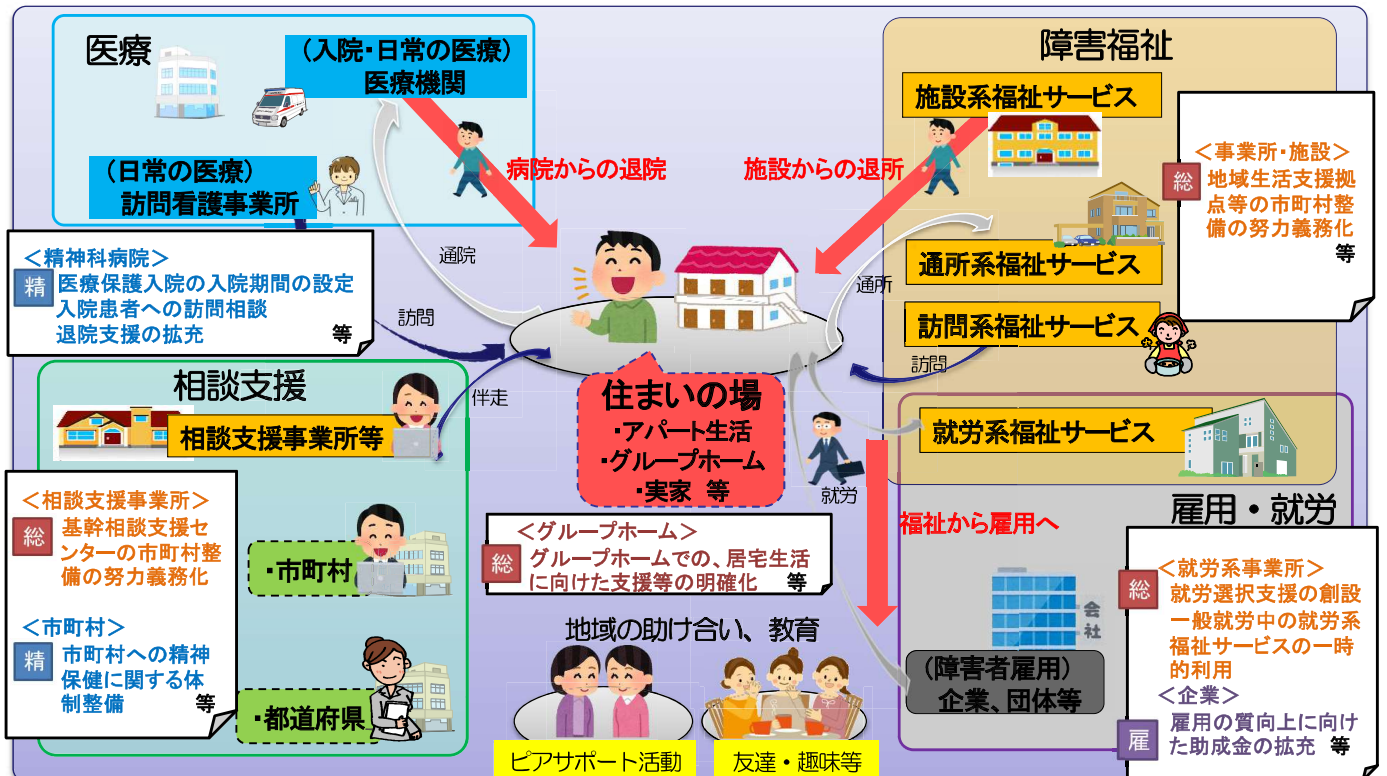 医療
（入院・日常の医療）
医療機関
（日常の医療）
訪問看護事業所
病院からの退院
施設からの退所
障害福祉
施設系福祉サービス
通所系福祉サービス
訪問系福祉サービス
就労系福祉サービス
＜事業所・施設＞
総
地域生活支援拠
点等の市町村整
備の努力義務化
等
＜精神科病院＞
精
医療保護入院の入院期間の設定
入院患者への訪問相談
退院支援の拡充
等
通院
訪問
伴走
通所
訪問
就労
相談支援
相談支援事業所等
＜相談支援事業所＞
総
基幹相談支援セ
ンターの市町村整
備の努力義務化
＜市町村＞
精
市町村への精神
保健に関する体
制整備
等
・市町村
・都道府県
住まいの場
・アパート生活
・グループホーム
・実家 等
＜グループホーム＞
総
グループホームでの、居宅生活
に向けた支援等の明確化
等
地域の助け合い、教育
ピアサポート活動
友達・趣味等
福祉から雇用へ
雇用・就労
会社
（障害者雇用）
企業、団体等
＜就労系事業所＞
総
就労選択支援の創設
一般就労中の就労系
福祉サービスの一時
的利用
＜企業＞
雇
雇用の質向上に向け
た助成金の拡充 等